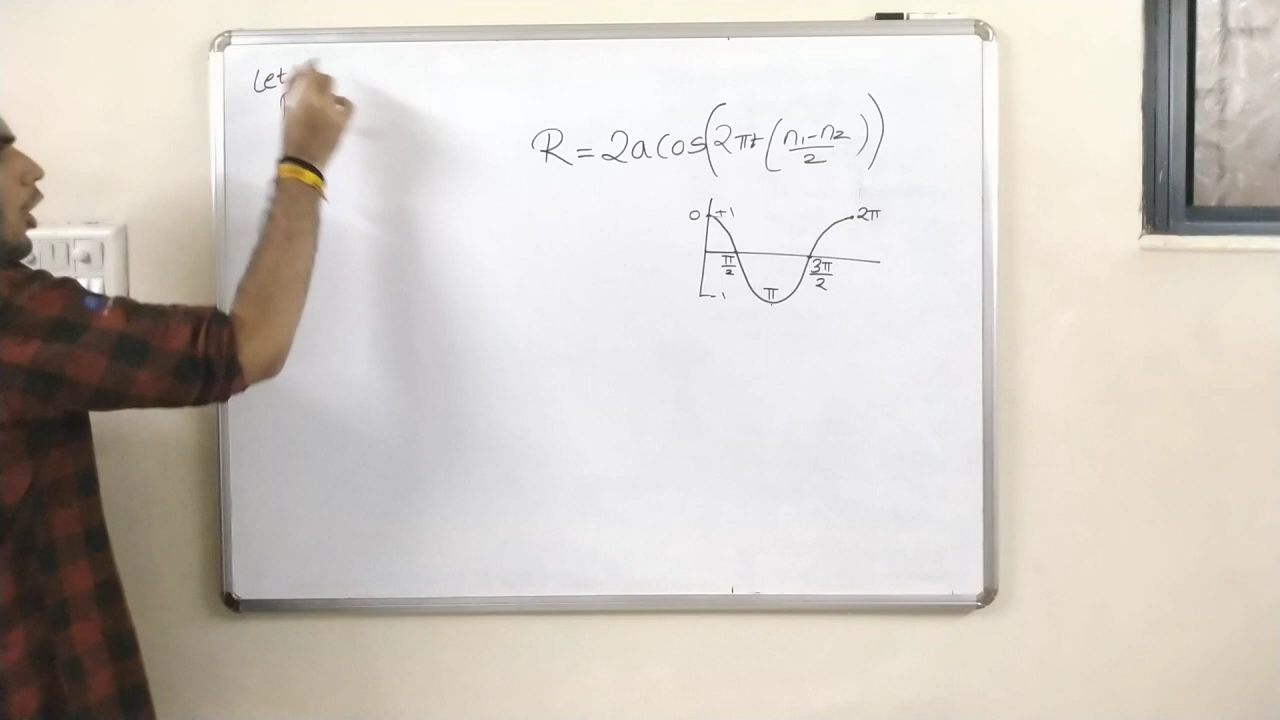 Let
R = 2a cos(2πt(n₁-n₂/2))
0 +1 2π
π/2 3π/2
-1 π